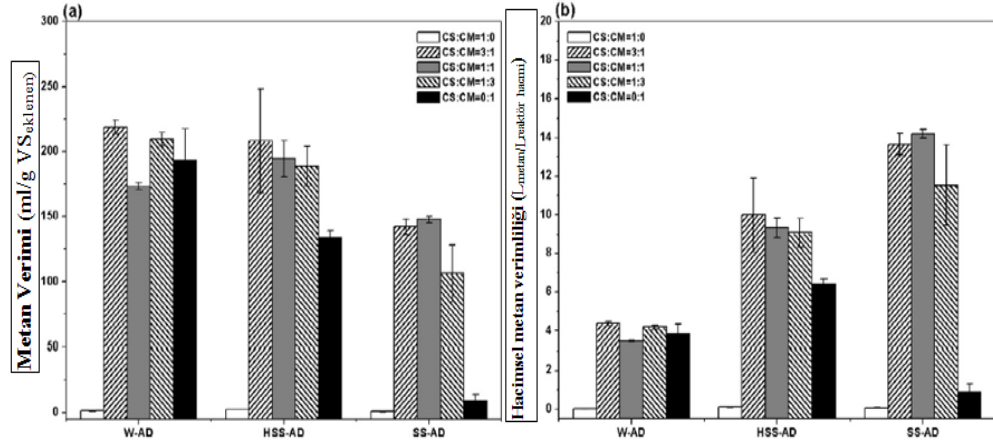 (a)
CS:CM=1:0
CS:CM=3:1
CS:CM=1:1
CS:CM=1:3
CS:CM=0:1
Metan Verimi (ml/g VSeklenen)
300
250
200
150
100
50
0
W-AD
HSS-AD
SS-AD
(b)
CS:CM=1:0
CS:CM=3:1
CS:CM=1:1
CS:CM=1:3
CS:CM=0:1
Hacimsel metan verimliliği (Lmetan/Lreaktör hacmi)
20
18
16
14
12
10
8
6
4
2
0
W-AD
HSS-AD
SS-AD